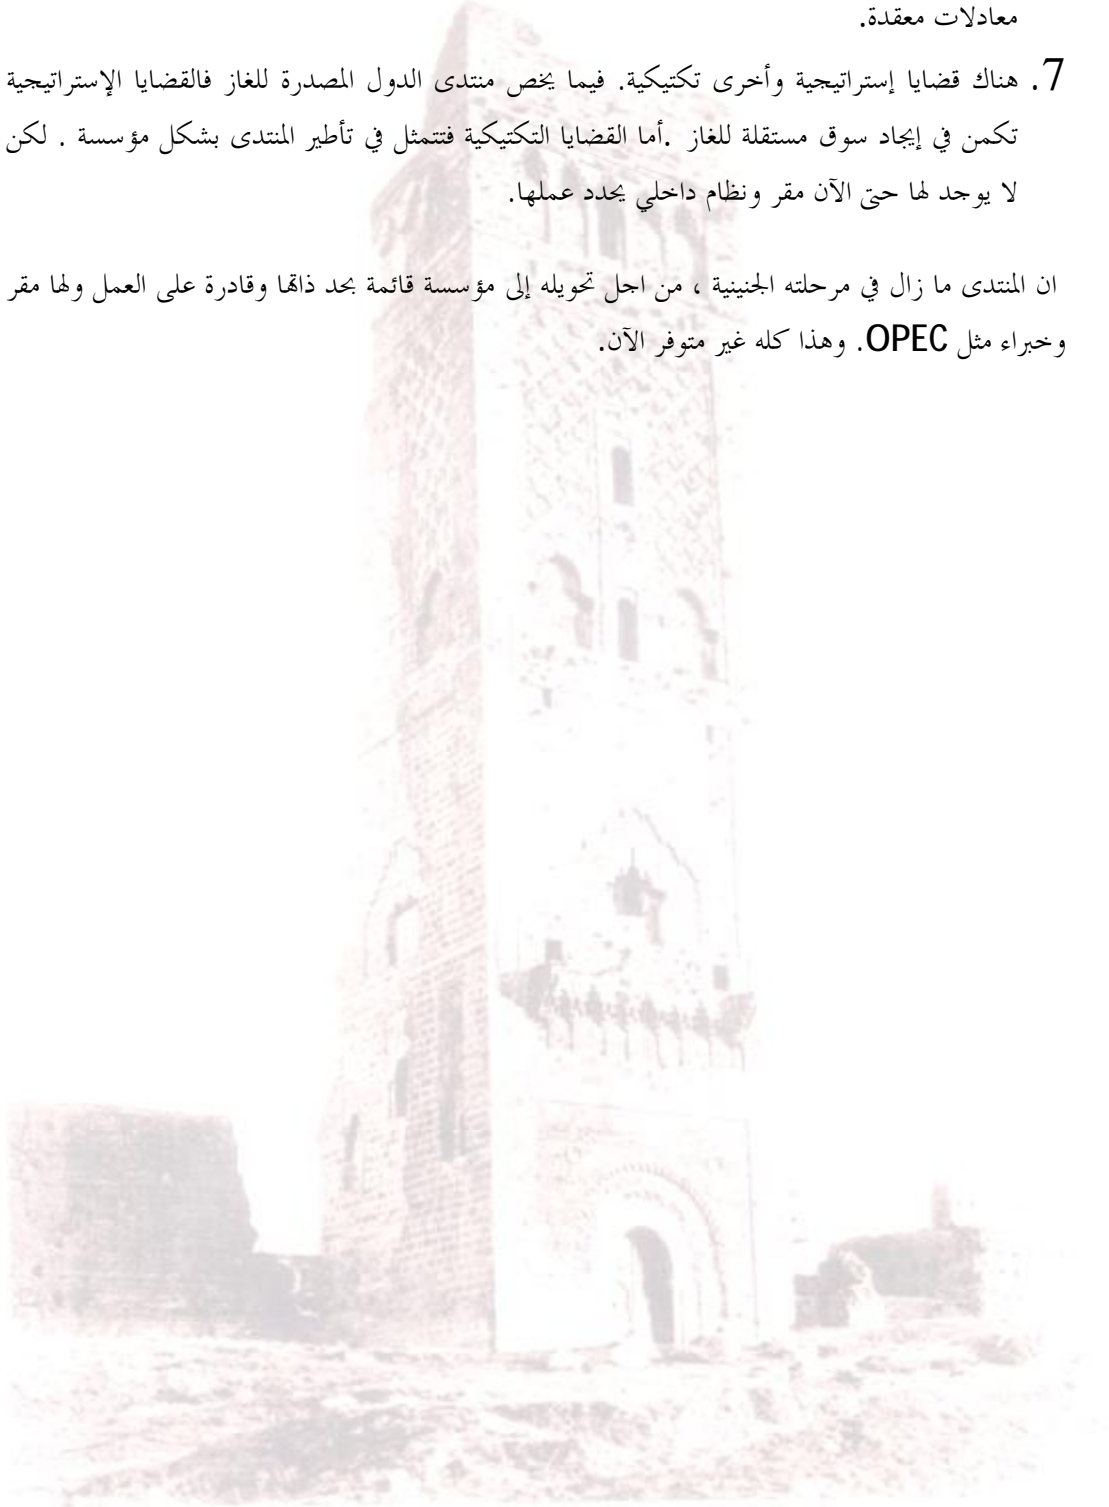 معادلات معقدة.
7. هناك قضايا إستراتيجية وأخرى تكتيكية. فيما يخص منتدى الدول المصدرة للغاز فالقضايا الإستراتيجية
تكمن في إيجاد سوق مستقلة للغاز .أما القضايا التكتيكية فتتمثل في تأطير المنتدى بشكل مؤسسة . لكن
لا يوجد لها حتى الآن مقر ونظام داخلي يحدد عملها.
ان المنتدى ما زال في مرحلته الجنينية ، من اجل تحويله إلى مؤسسة قائمة بحد ذاتها وقادرة على العمل ولها مقر
وخبراء مثل OPEC. وهذا كله غير متوفر الآن.